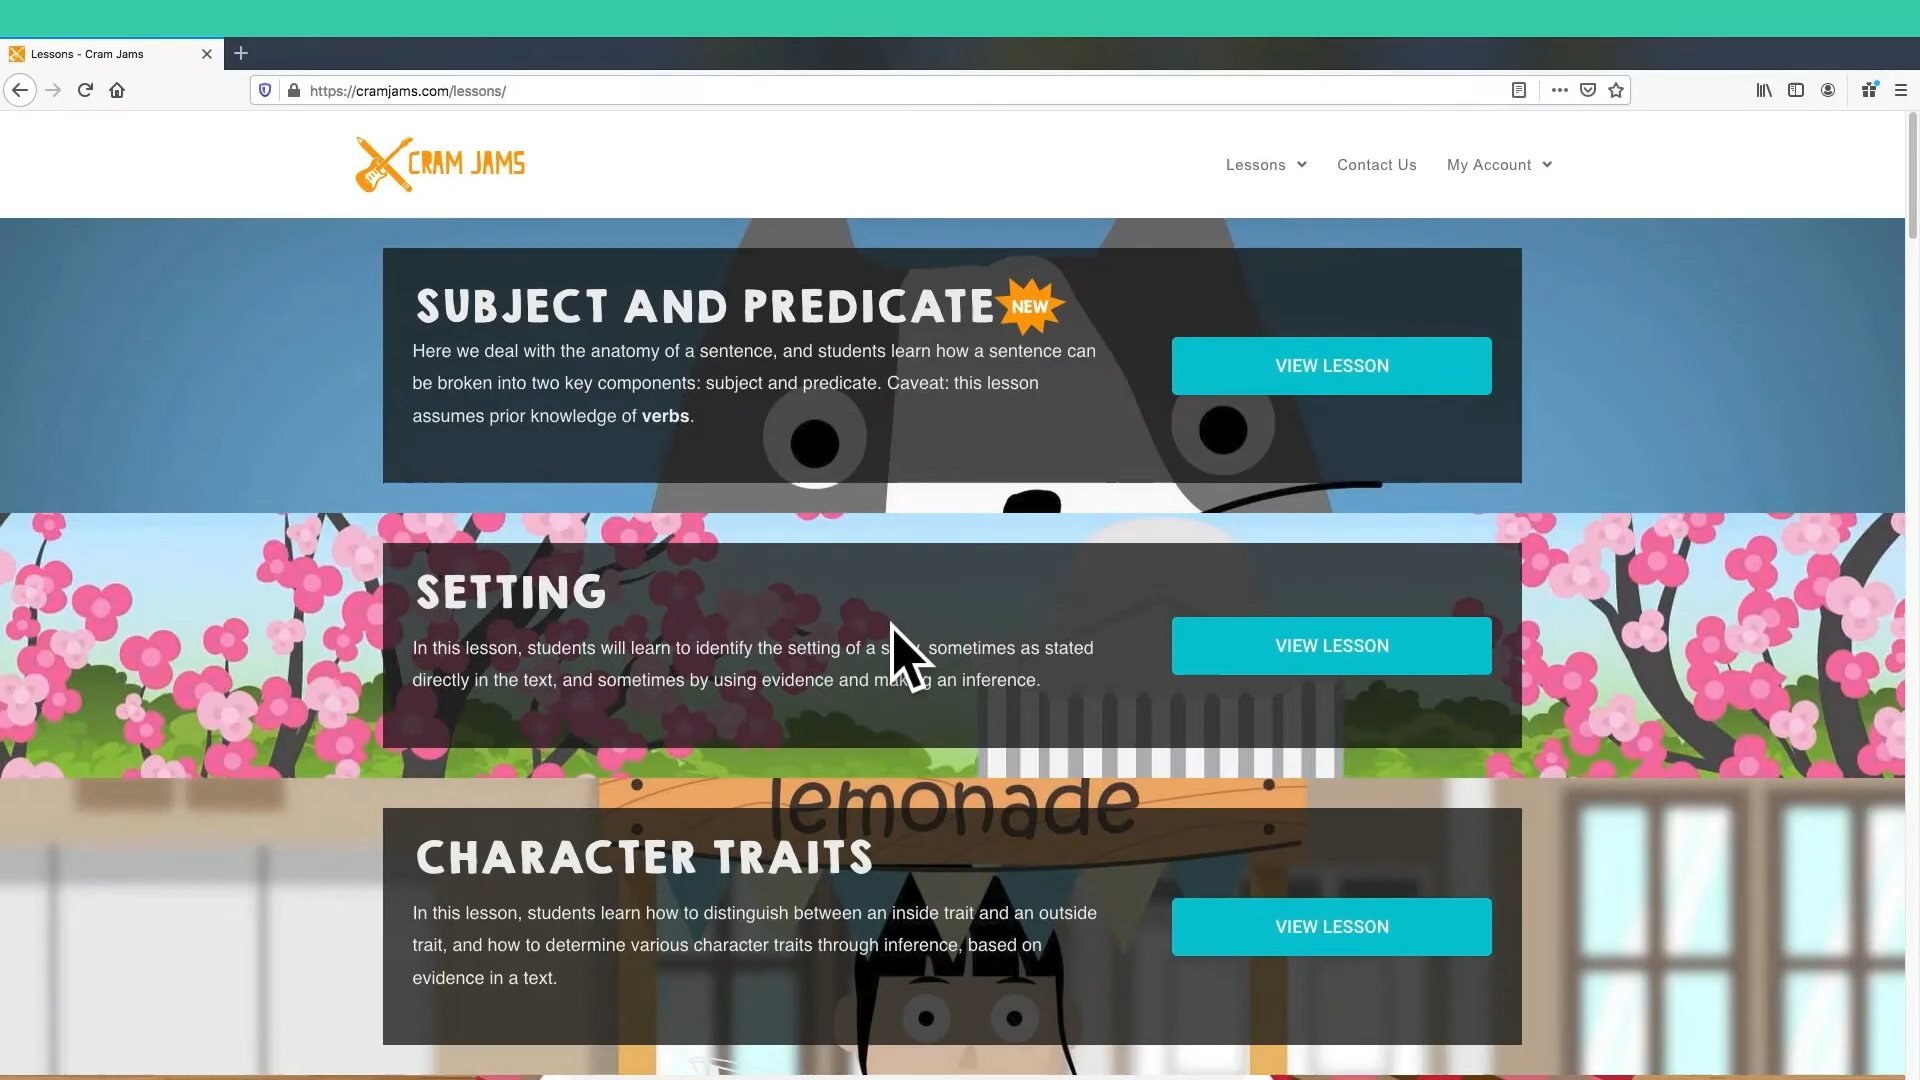 Lessons - Cram Jams
https://cramjams.com/lessons/
CRAM JAMS
Lessons
Contact Us
My Account
SUBJECT AND PREDICATE
NEW
Here we deal with the anatomy of a sentence, and students learn how a sentence can
be broken into two key components: subject and predicate. Caveat: this lesson
assumes prior knowledge of verbs.
VIEW LESSON
SETTING
In this lesson, students will learn to identify the setting of a sometimes as stated
directly in the text, and sometimes by using evidence and making an inference.
VIEW LESSON
lemonade
CHARACTER TRAITS
In this lesson, students learn how to distinguish between an inside trait and an outside
trait, and how to determine various character traits through inference, based on
evidence in a text.
VIEW LESSON